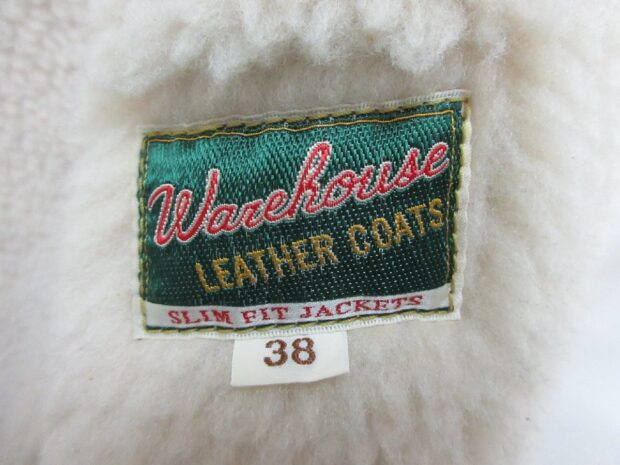 Warehouse
LEATHER COATS
SLIM FIT JACKETS
38